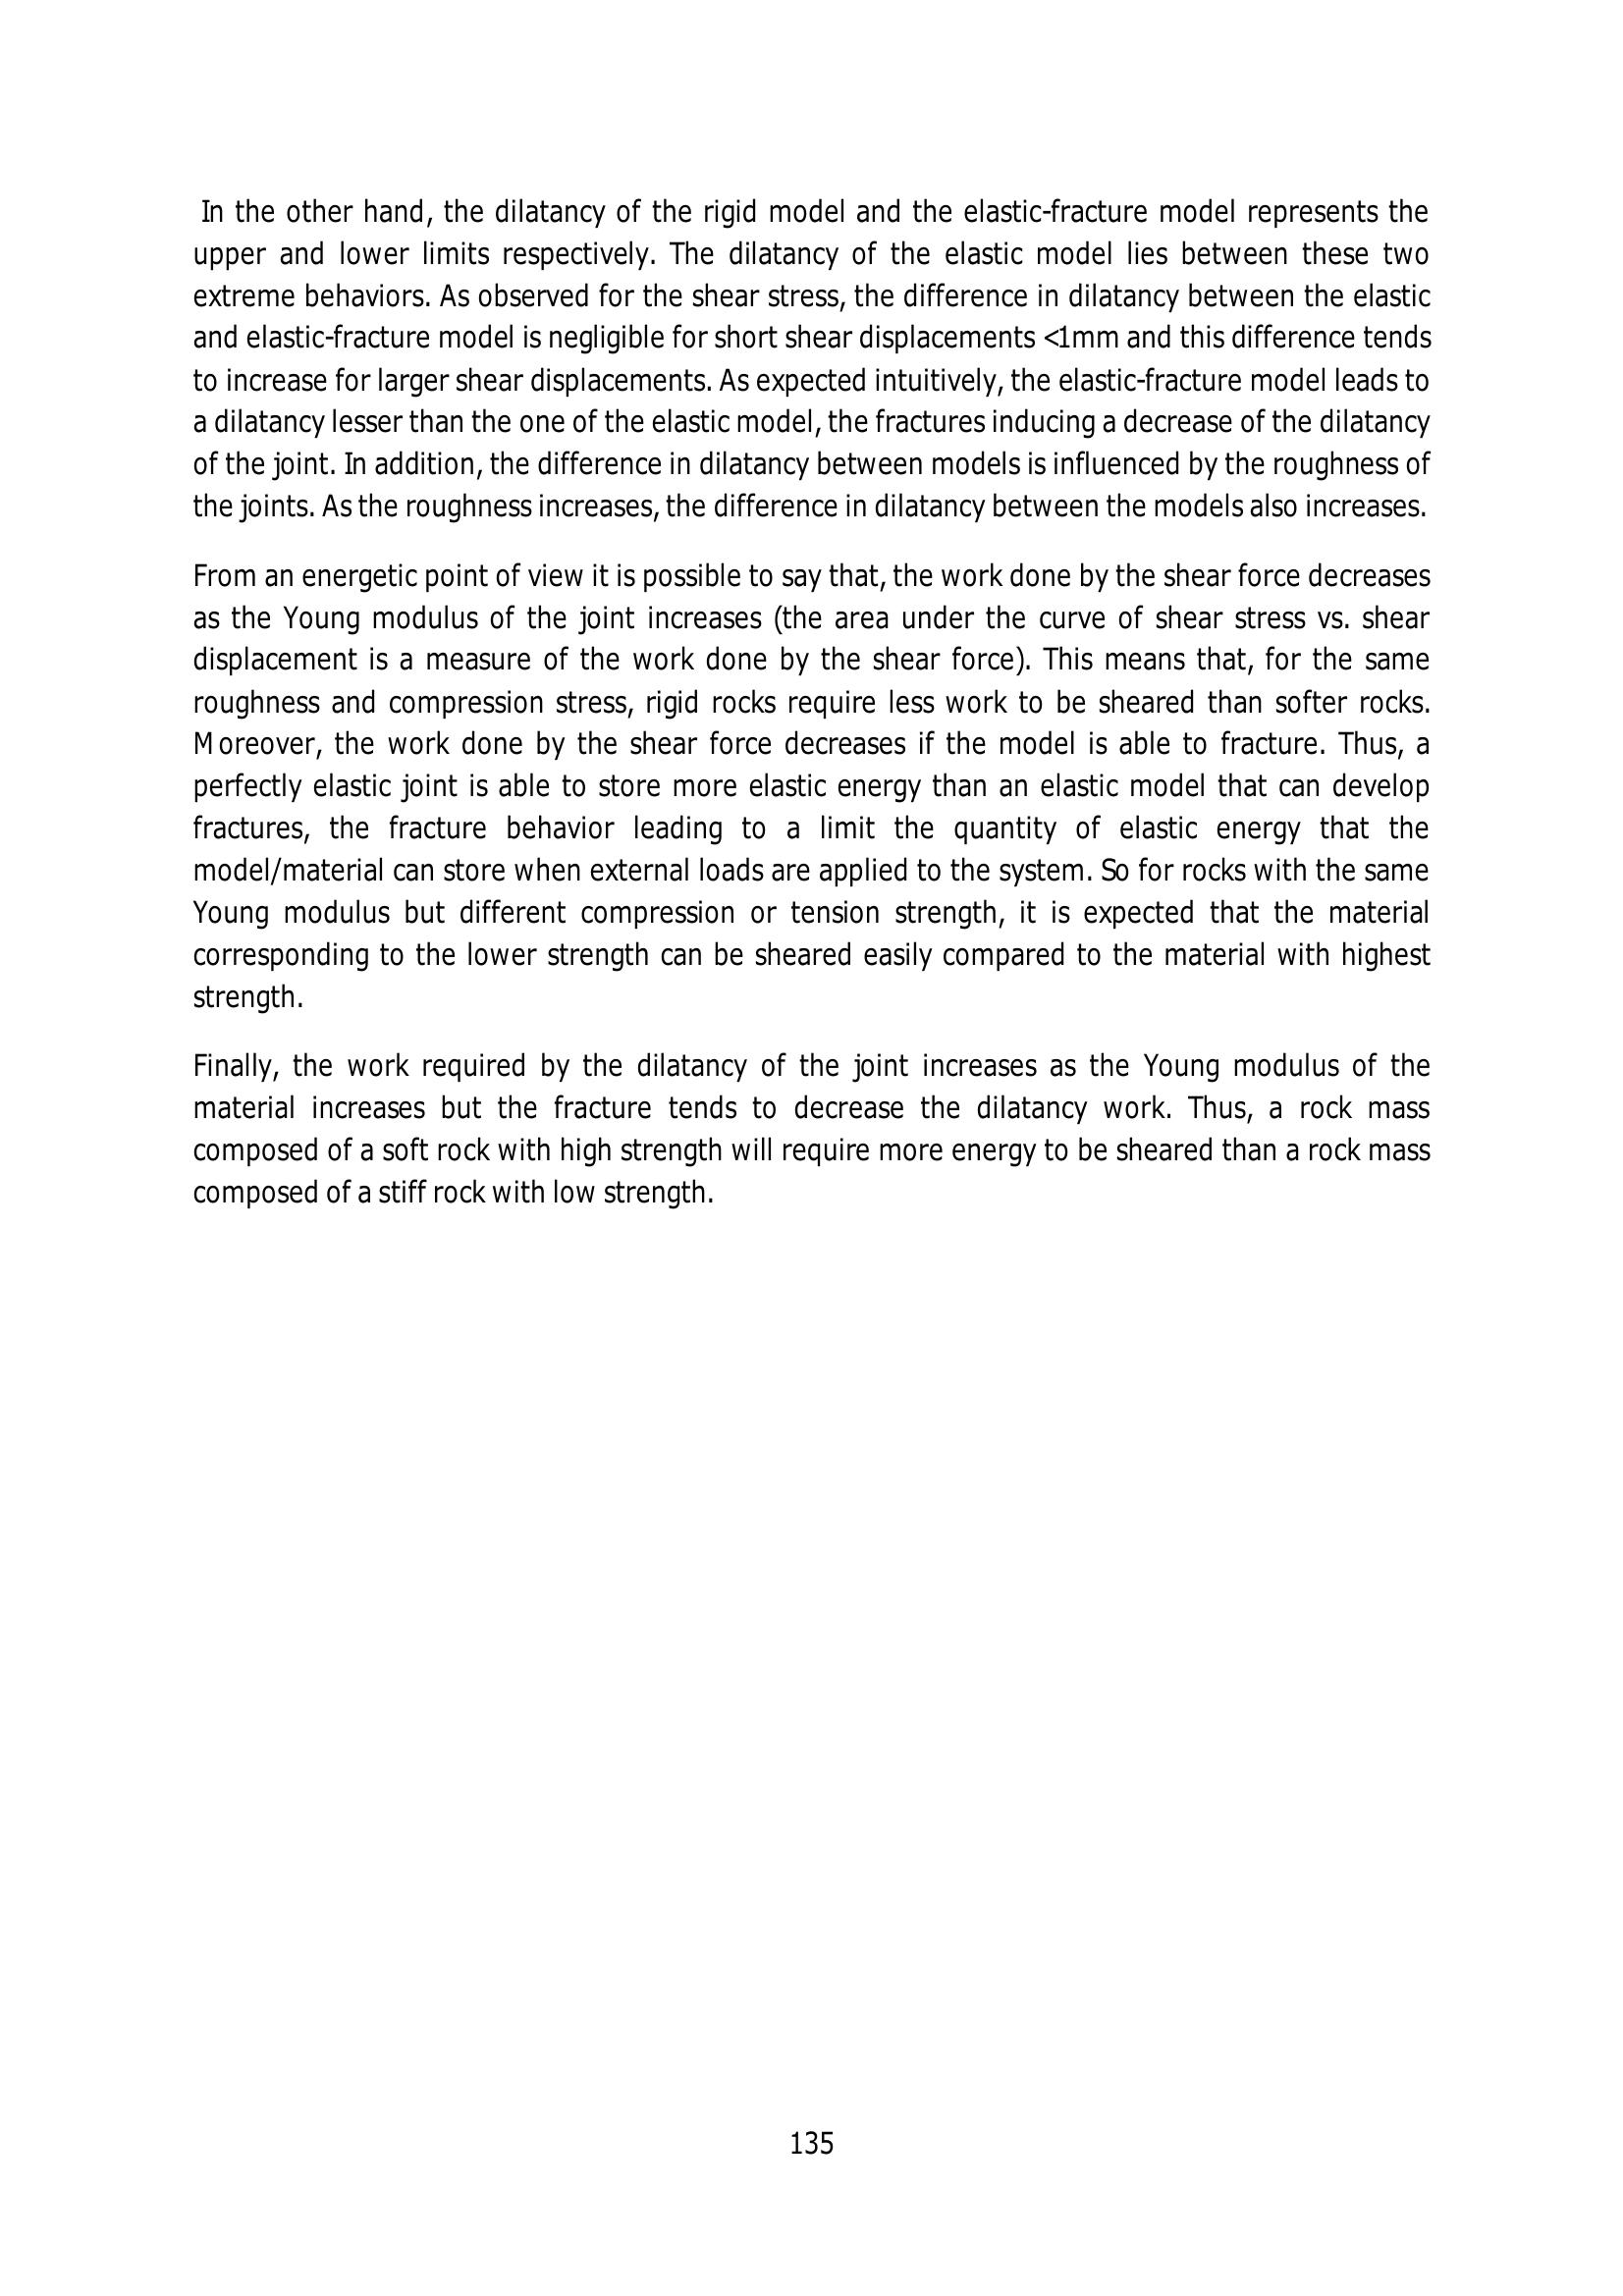 In the other hand, the dilatancy of the rigid model and the elastic-fracture model represents the
upper and lower limits respectively. The dilatancy of the elastic model lies between these two
extreme behaviors. As observed for the shear stress, the difference in dilatancy between the elastic
and elastic-fracture model is negligible for short shear displacements <1mm and this difference tends
to increase for larger shear displacements. As expected intuitively, the elastic-fracture model leads to
a dilatancy lesser than the one of the elastic model, the fractures inducing a decrease of the dilatancy
of the joint. In addition, the difference in dilatancy between models is influenced by the roughness of
the joints. As the roughness increases, the difference in dilatancy between the models also increases.
From an energetic point of view it is possible to say that, the work done by the shear force decreases
as the Young modulus of the joint increases (the area under the curve of shear stress vs. shear
displacement is a measure of the work done by the shear force). This means that, for the same
roughness and compression stress, rigid rocks require less work to be sheared than softer rocks.
Moreover, the work done by the shear force decreases if the model is able to fracture. Thus, a
perfectly elastic joint is able to store more elastic energy than an elastic model that can develop
fractures, the fracture behavior leading to a limit the quantity of elastic energy that the
model/material can store when external loads are applied to the system. So for rocks with the same
Young modulus but different compression or tension strength, it is expected that the material
corresponding to the lower strength can be sheared easily compared to the material with highest
strength.
Finally, the work required by the dilatancy of the joint increases as the Young modulus of the
material increases but the fracture tends to decrease the dilatancy work. Thus, a rock mass
composed of a soft rock with high strength will require more energy to be sheared than a rock mass
composed of a stiff rock with low strength.
135